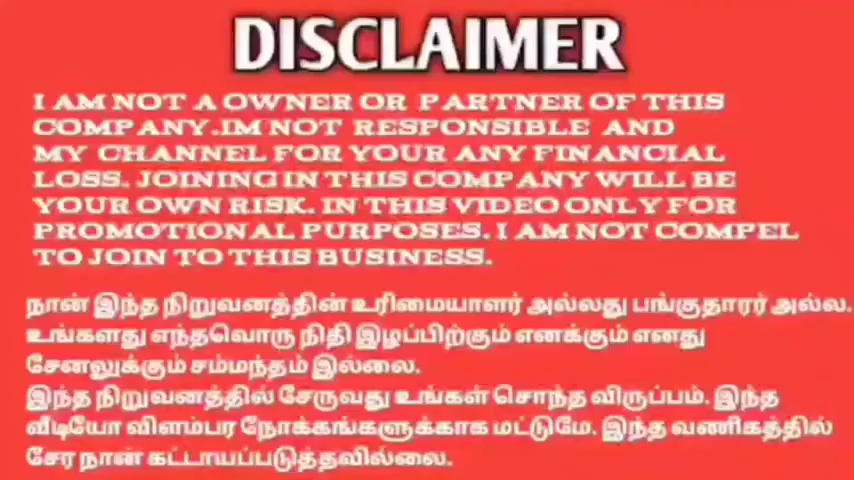 DISCLAIMER
I AM NOT A OWNER OR PARTNER OF THIS
COMPANY.IM NOT RESPONSIBLE AND
MY CHANNEL FOR YOUR ANY FINANCIAL
LOSS. JOINING IN THIS COMPANY WILL BE
YOUR OWN RISK. IN THIS VIDEO ONLY FOR
PROMOTIONAL PURPOSES. I AM NOT COMPEL
TO JOIN TO THIS BUSINESS.
நான் இந்த நிறுவனத்தின் உரிமையாளர் அல்லது பங்குதாரர் அல்ல.
உங்களது எந்தவொரு நிதி இழப்பிற்கும் எனக்கும் எனது
சேனலுக்கும் சம்மந்தம் இல்லை.
இந்த நிறுவனத்தில் சேருவது உங்கள் சொந்த விருப்பம். இந்த
வீடியோ விளம்பர நோக்கங்களுக்காக மட்டுமே. இந்த வணிகத்தில்
சேர நான் கட்டாயப்படுத்தவில்லை.